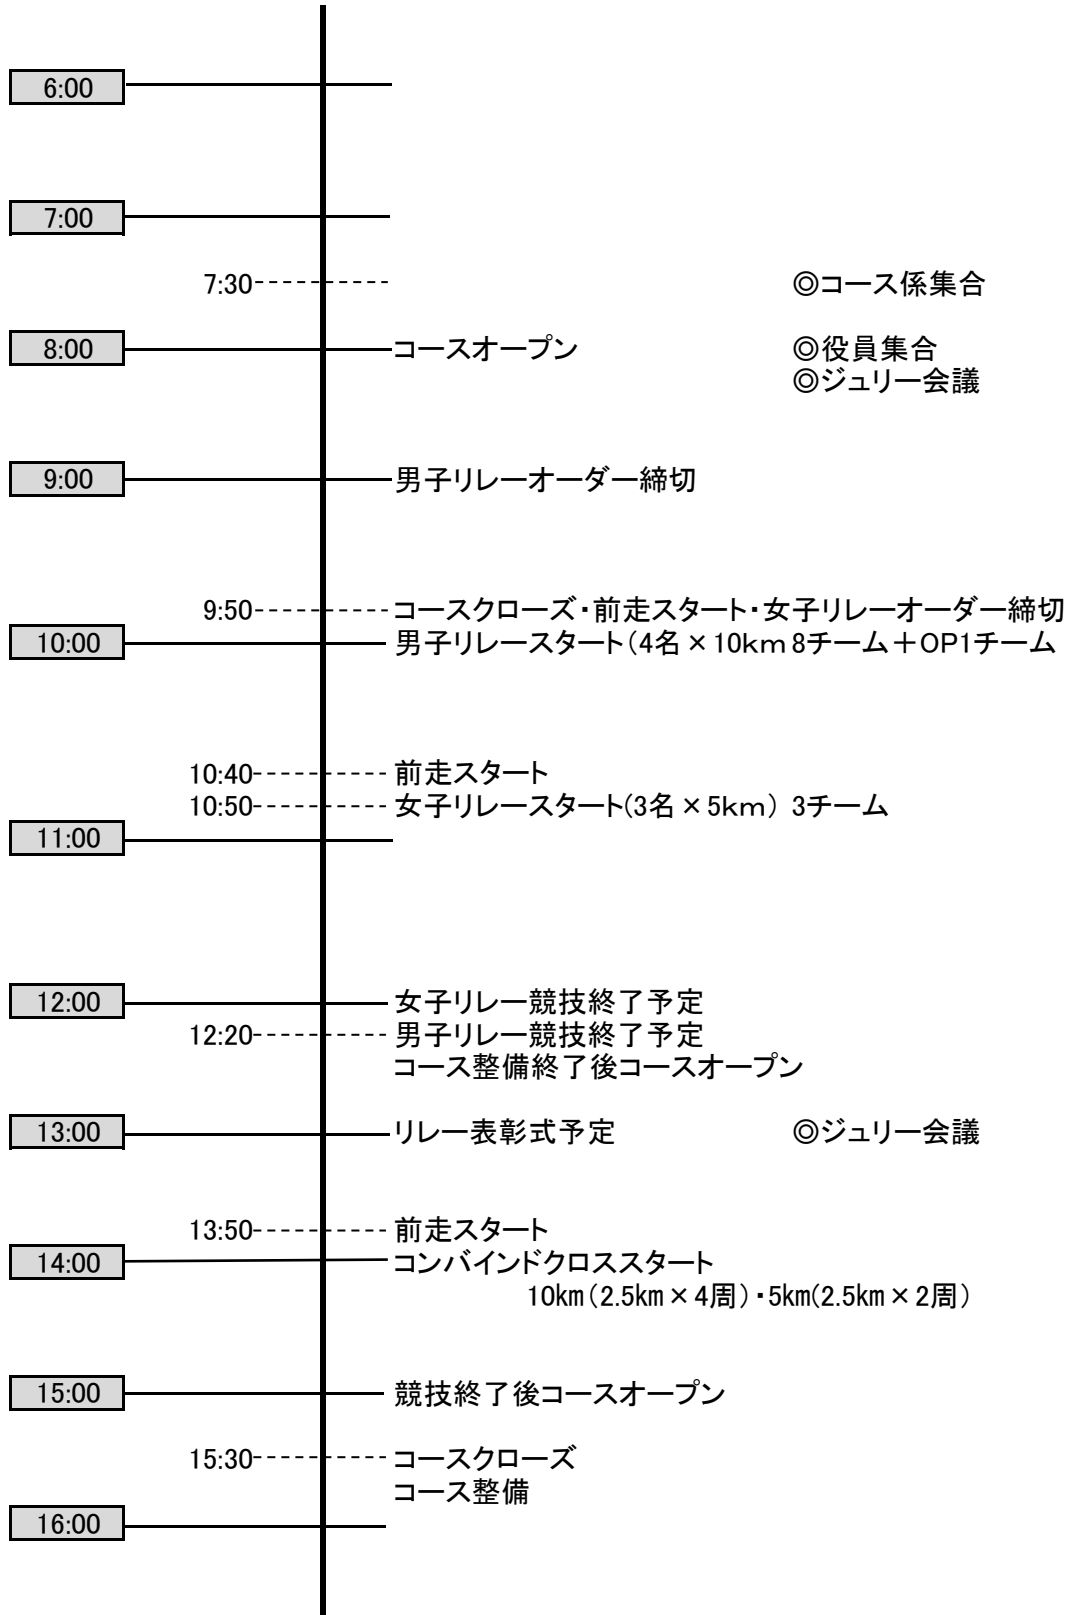 6:00
7:00
7:30 ◎コース係集合
8:00 コースオープン ◎役員集合
◎ジュリー会議
9:00 男子リレーオーダー締切
9:50 コースクローズ・前走スタート・女子リレーオーダー締切
10:00 男子リレースタート（4名×10km 8チーム＋OP1チーム
10:40 前走スタート
10:50 女子リレースタート(3名×5km） 3チーム
11:00
12:00 女子リレー競技終了予定
12:20 男子リレー競技終了予定
コース整備終了後コースオープン
13:00 リレー表彰式予定 ◎ジュリー会議
13:50 前走スタート
14:00 コンバインドクロススタート
10km（2.5km×4周）・5km(2.5km×2周）
15:00 競技終了後コースオープン
15:30 コースクローズ
コース整備
16:00